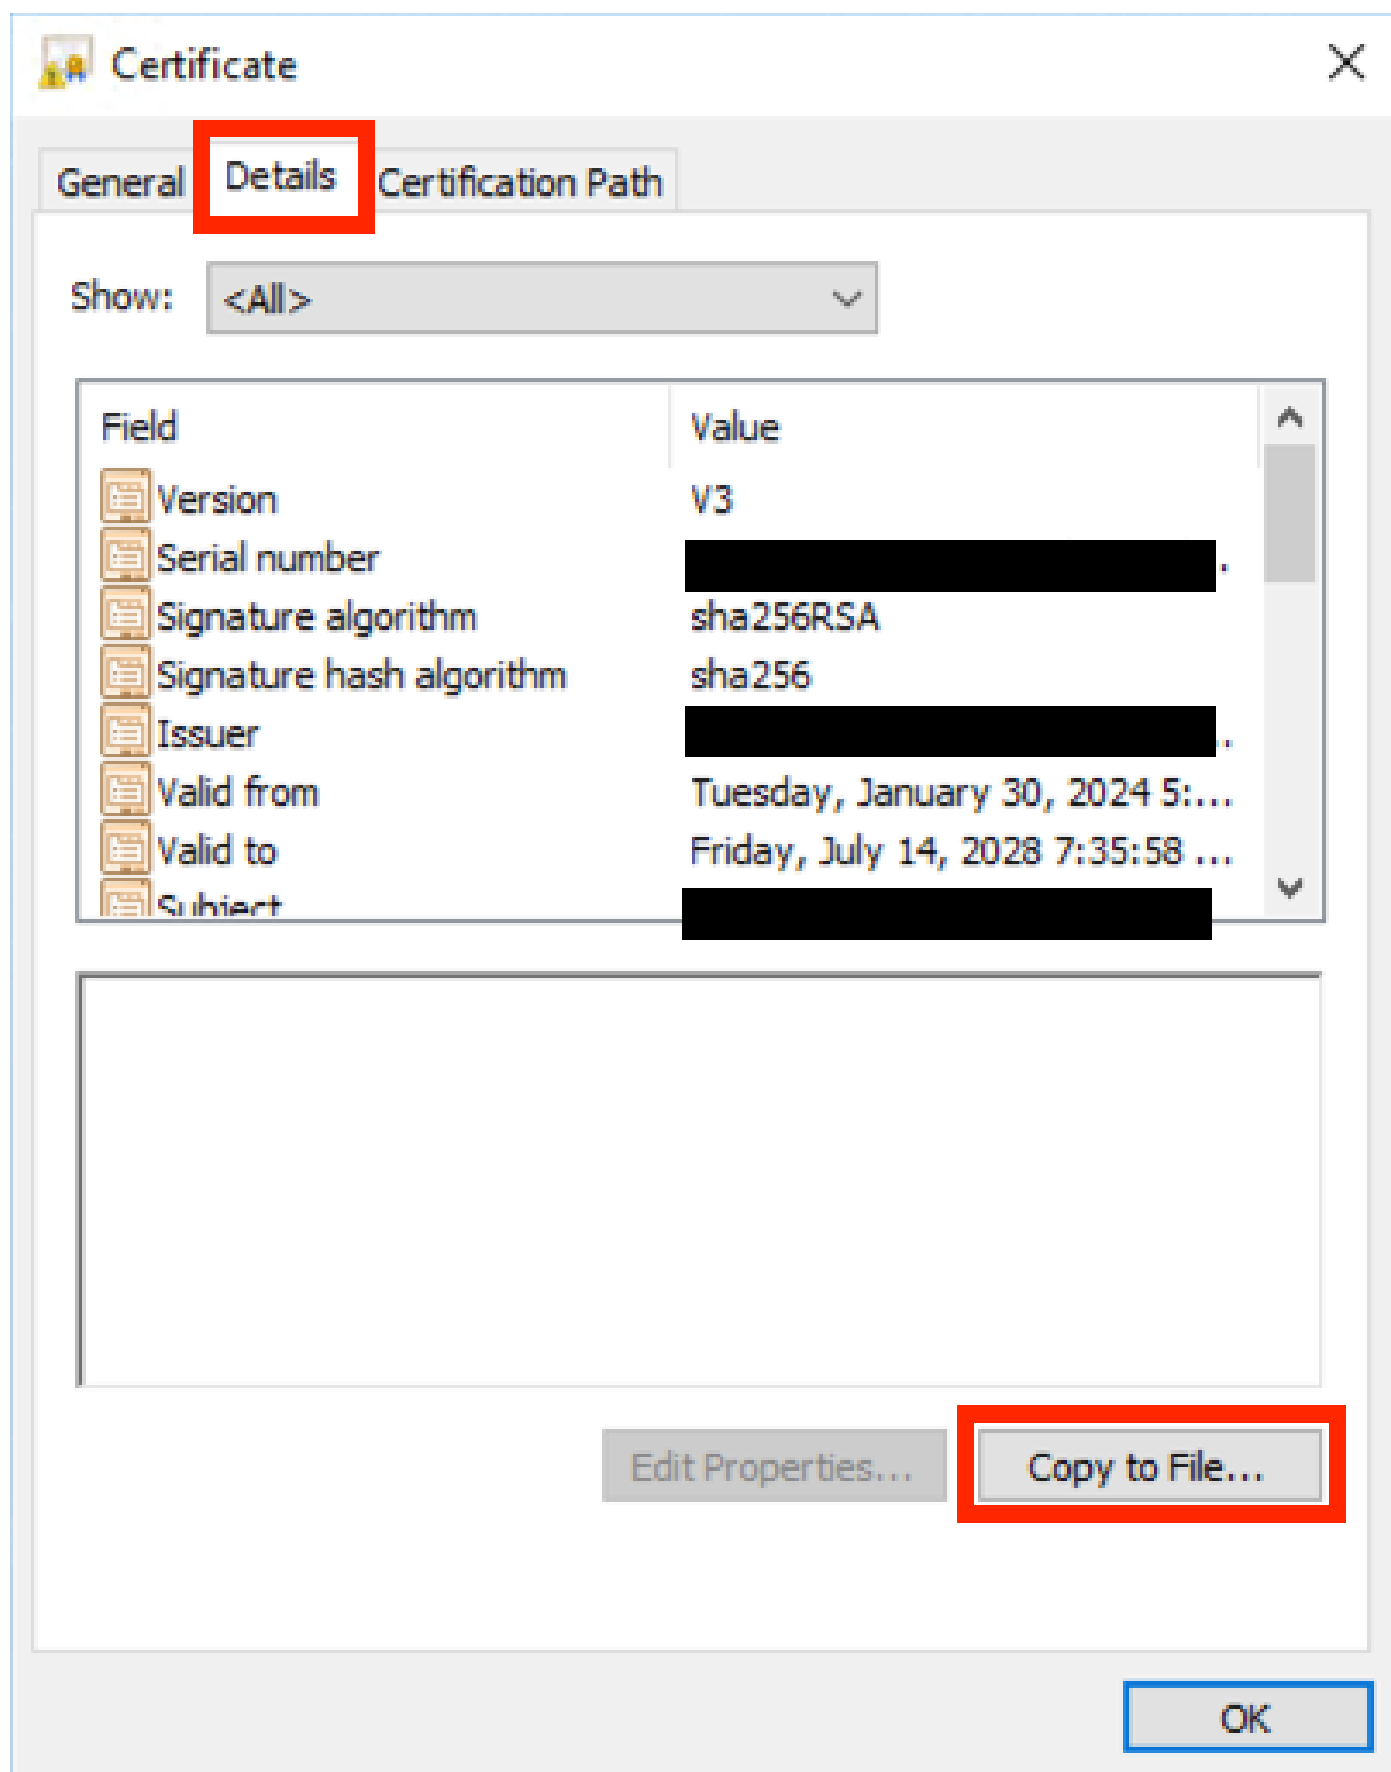 Certificate
General Details Certification Path
Show: <All>
Field Value
Version V3
Serial number .
Signature algorithm sha256RSA
Signature hash algorithm sha256
Issuer ..
Valid from Tuesday, January 30, 2024 5:...
Valid to Friday, July 14, 2028 7:35:58 ...
Subject
Edit Properties... Copy to File...
OK